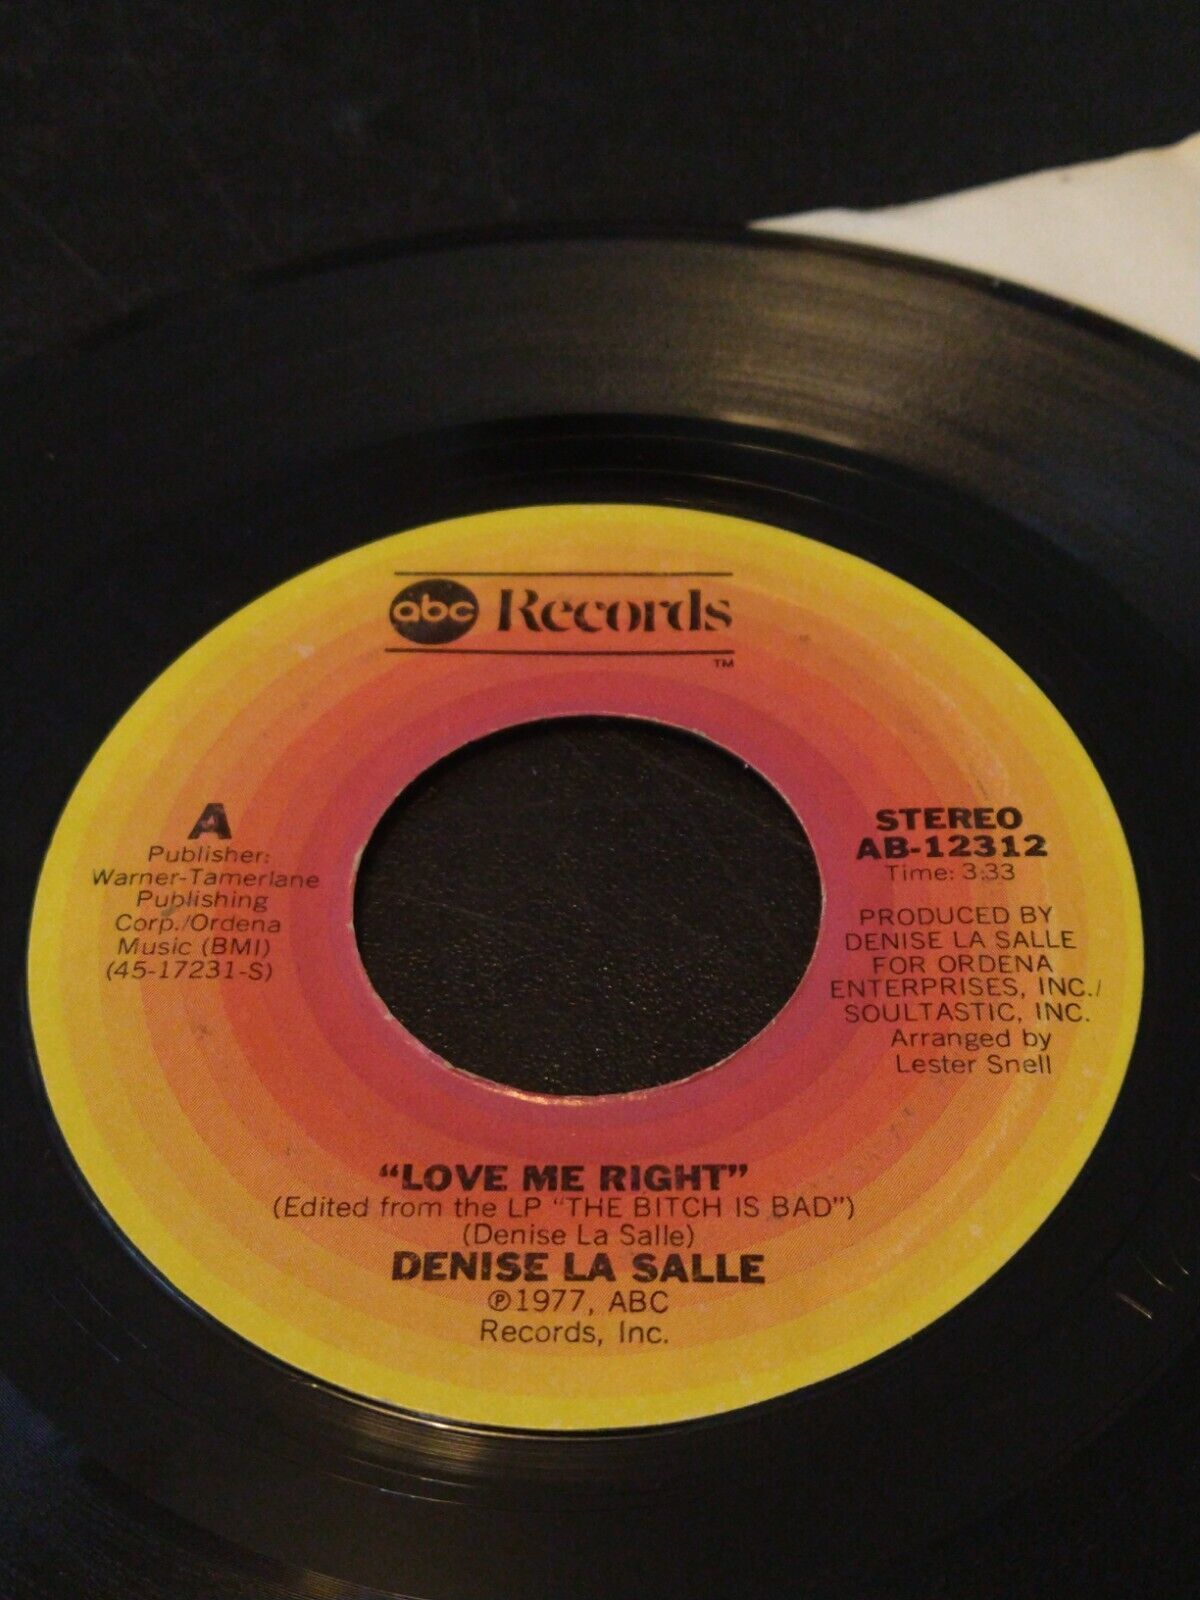 abc Records
TM
A
Publisher:
Warner-Tamerlane
Publishing
Corp./Ordena
Music (BMI)
(45-17231-S)
STEREO
AB-12312
Time: 3:33
PRODUCED BY
DENISE LA SALLE
FOR ORDENA
ENTERPRISES, INC./
SOULTASTIC, INC.
Arranged by
Lester Snell
“LOVE ME RIGHT”
(Edited from the LP “THE BITCH IS BAD”)
(Denise La Salle)
DENISE LA SALLE
℗1977, ABC
Records, Inc.